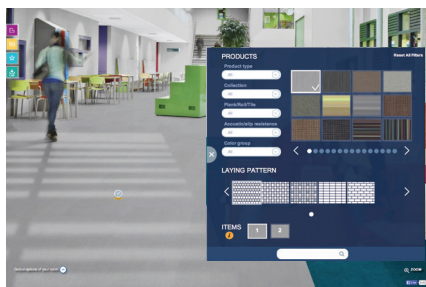 PRODUCTS
Reset All Filters
Product type
All
Collection
All
Plank/Roll/Tile
All
Acoustic/slip resistance
All
Color group
All
LAYING PATTERN
ITEMS
1
2
ZOOM